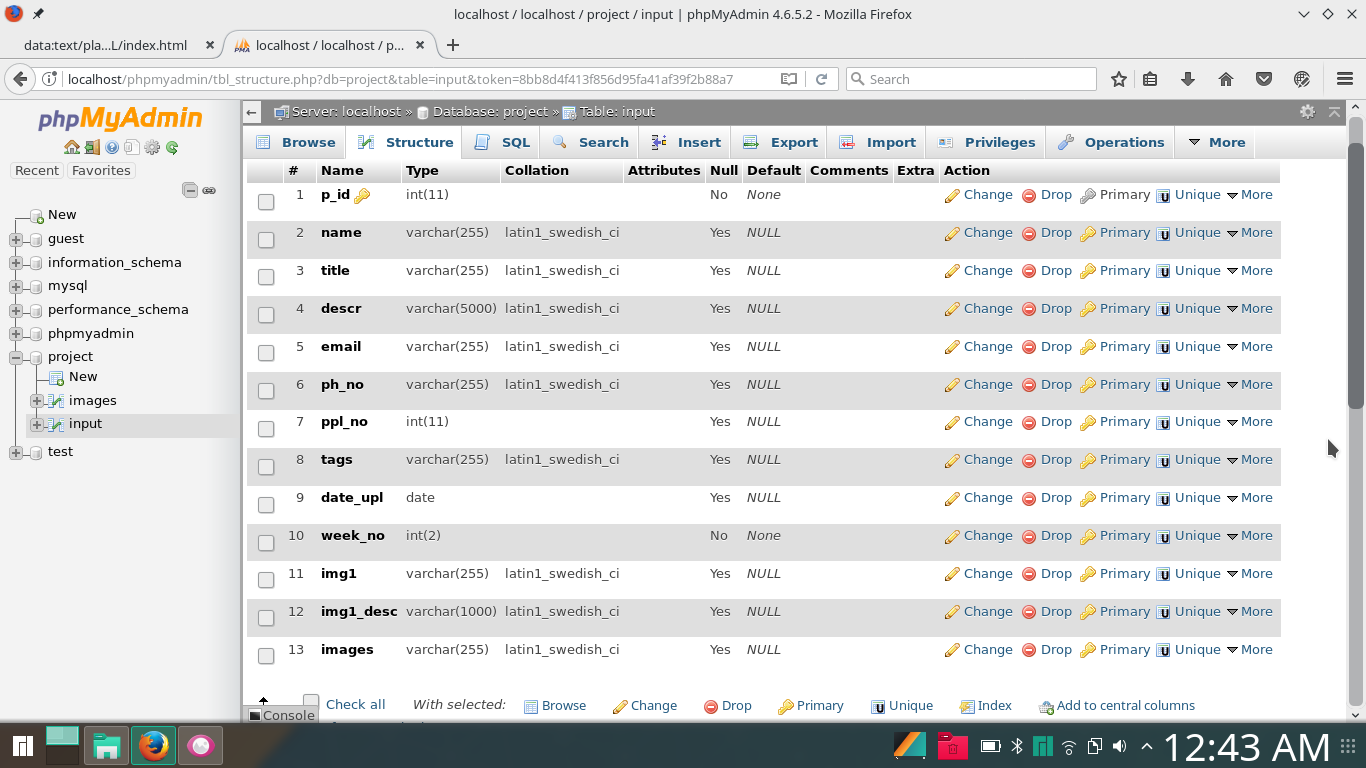 localhost / localhost / project / input | phpMyAdmin 4.6.5.2 - Mozilla Firefox
data:text/pla...L/index.html
localhost / localhost / p...
localhost/phpmyadmin/tbl_structure.php?db=project&table=input&token=8bb8d4f413f856d95fa41af39f2b88a7
Search
phpMyAdmin
Recent Favorites
New
guest
information_schema
mysql
performance_schema
phpmyadmin
project
New
images
input
test
Server: localhost » Database: project » Table: input
Browse Structure SQL Search Insert Export Import Privileges Operations More
# Name Type Collation Attributes Null Default Comments Extra Action
1 p_id int(11) No None Change Drop Primary Unique More
2 name varchar(255) latin1_swedish_ci Yes NULL Change Drop Primary Unique More
3 title varchar(255) latin1_swedish_ci Yes NULL Change Drop Primary Unique More
4 descr varchar(5000) latin1_swedish_ci Yes NULL Change Drop Primary Unique More
5 email varchar(255) latin1_swedish_ci Yes NULL Change Drop Primary Unique More
6 ph_no varchar(255) latin1_swedish_ci Yes NULL Change Drop Primary Unique More
7 ppl_no int(11) Yes NULL Change Drop Primary Unique More
8 tags varchar(255) latin1_swedish_ci Yes NULL Change Drop Primary Unique More
9 date_upl date Yes NULL Change Drop Primary Unique More
10 week_no int(2) No None Change Drop Primary Unique More
11 img1 varchar(255) latin1_swedish_ci Yes NULL Change Drop Primary Unique More
12 img1_desc varchar(1000) latin1_swedish_ci Yes NULL Change Drop Primary Unique More
13 images varchar(255) latin1_swedish_ci Yes NULL Change Drop Primary Unique More
Check all With selected: Browse Change Drop Primary Unique Index Add to central columns
Console
12:43 AM